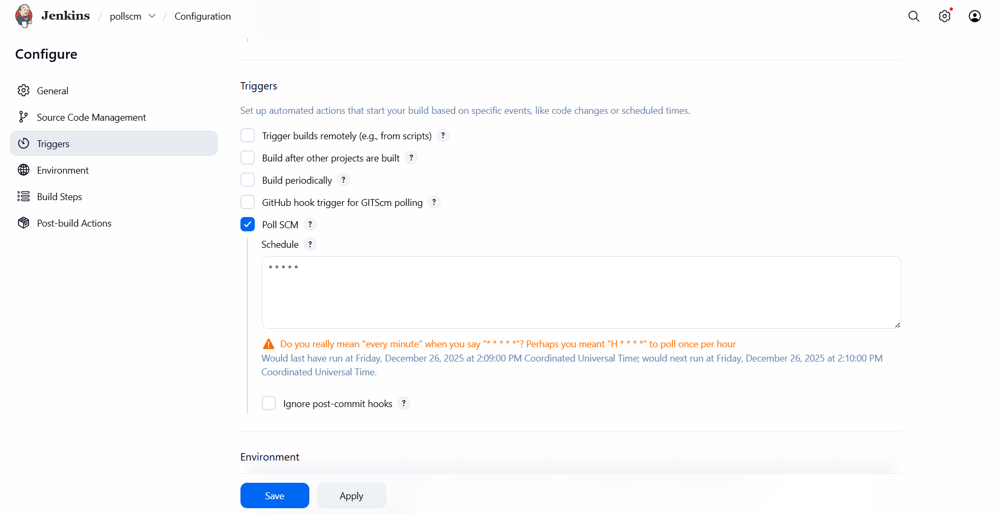 Jenkins / pollscm / Configuration
Configure
General
Source Code Management
Triggers
Environment
Build Steps
Post-build Actions
Triggers
Set up automated actions that start your build based on specific events, like code changes or scheduled times.
Trigger builds remotely (e.g., from scripts) ?
Build after other projects are built ?
Build periodically ?
GitHub hook trigger for GITScm polling ?
Poll SCM ?
Schedule ?
* * * * *
Do you really mean "every minute" when you say "* * * * *"? Perhaps you meant "H * * * *" to poll once per hour
Would last have run at Friday, December 26, 2025 at 2:09:00 PM Coordinated Universal Time; would next run at Friday, December 26, 2025 at 2:10:00 PM
Coordinated Universal Time.
Ignore post-commit hooks ?
Environment
Save Apply